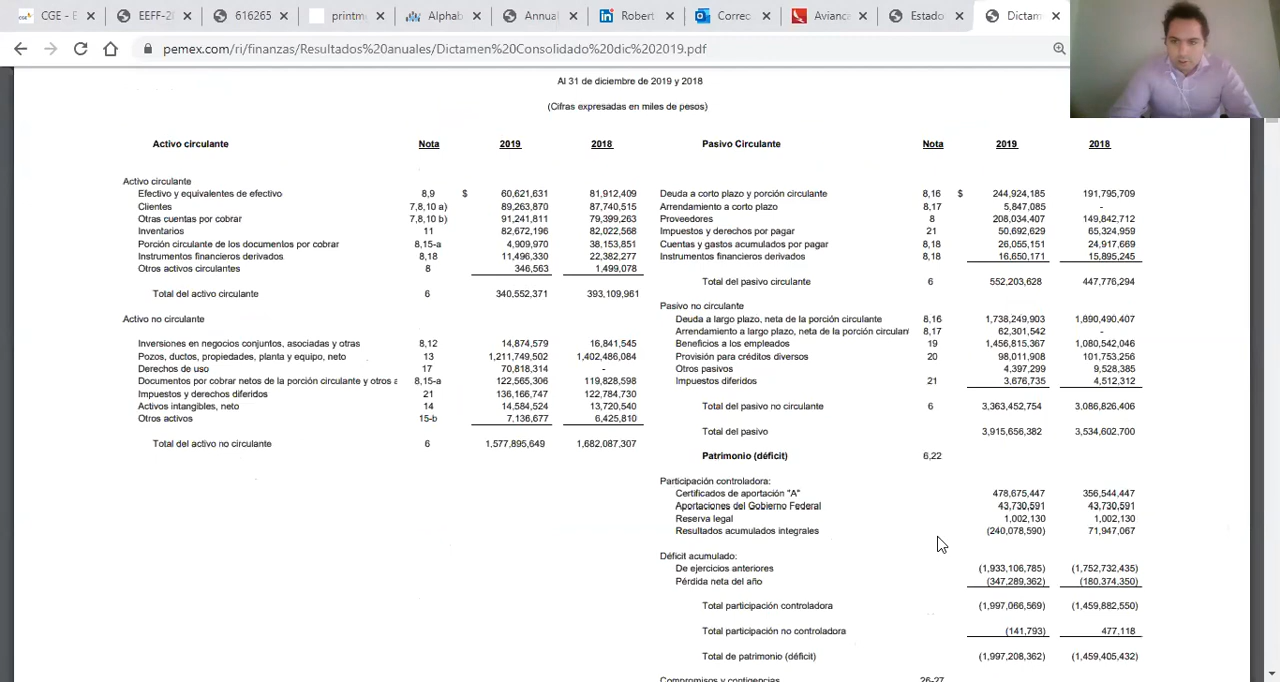 CGE - E
EEFF-2(
616265
printm
Alphab
Annua
Robert
Correc
Avianca
Estado
Dictam
pemex.com/ri/finanzas/Resultados%20anuales/Dictamen%20Consolidado%20dic%202019.pdf
Al 31 de diciembre de 2019 y 2018
(Cifras expresadas en miles de pesos)
Activo circulante Nota 2019 2018
Activo circulante
Efectivo y equivalentes de efectivo 8,9 $ 60,621,631 81,912,409
Clientes 7,8,10 a) 89,263,870 87,740,515
Otras cuentas por cobrar 7,8,10 b) 91,241,811 79,399,263
Inventarios 11 82,672,196 82,022,568
Porción circulante de los documentos por cobrar 8,15-a 4,909,970 38,153,851
Instrumentos financieros derivados 8,18 11,496,330 22,382,277
Otros activos circulantes 8 346,563 1,499,078
Total del activo circulante 6 340,552,371 393,109,961
Activo no circulante
Inversiones en negocios conjuntos, asociadas y otras 8,12 14,874,579 16,841,545
Pozos, ductos, propiedades, planta y equipo, neto 13 1,211,749,502 1,402,486,084
Derechos de uso 17 70,818,314 -
Documentos por cobrar netos de la porción circulante y otros a 8,15-a 122,565,306 119,828,598
Impuestos y derechos diferidos 21 136,166,747 122,784,730
Activos intangibles, neto 14 14,584,524 13,720,540
Otros activos 15-b 7,136,677 6,425,810
Total del activo no circulante 6 1,577,895,649 1,682,087,307
Pasivo Circulante Nota 2019 2018
Deuda a corto plazo y porción circulante 8,16 $ 244,924,185 191,795,709
Arrendamiento a corto plazo 8,17 5,847,085 -
Proveedores 8 208,034,407 149,842,712
Impuestos y derechos por pagar 21 50,692,629 65,324,959
Cuentas y gastos acumulados por pagar 8,18 26,055,151 24,917,669
Instrumentos financieros derivados 8,18 16,650,171 15,895,245
Total del pasivo circulante 6 552,203,628 447,776,294
Pasivo no circulante
Deuda a largo plazo, neta de la porción circulante 8,16 1,738,249,903 1,890,490,407
Arrendamiento a largo plazo, neta de la porción circulan 8,17 62,301,542 -
Beneficios a los empleados 19 1,456,815,367 1,080,542,046
Provisión para créditos diversos 20 98,011,908 101,753,256
Otros pasivos 4,397,299 9,528,385
Impuestos diferidos 21 3,676,735 4,512,312
Total del pasivo no circulante 6 3,363,452,754 3,086,826,406
Total del pasivo 3,915,656,382 3,534,602,700
Patrimonio (déficit) 6,22
Participación controladora:
Certificados de aportación "A" 478,675,447 356,544,447
Aportaciones del Gobierno Federal 43,730,591 43,730,591
Reserva legal 1,002,130 1,002,130
Resultados acumulados integrales (240,078,590) 71,947,067
Déficit acumulado:
De ejercicios anteriores (1,933,106,785) (1,752,732,435)
Pérdida neta del año (347,289,362) (180,374,350)
Total participación controladora (1,997,066,569) (1,459,882,550)
Total participación no controladora (141,793) 477,118
Total de patrimonio (déficit) (1,997,208,362) (1,459,405,432)
Compromisos y contigencias 26-27